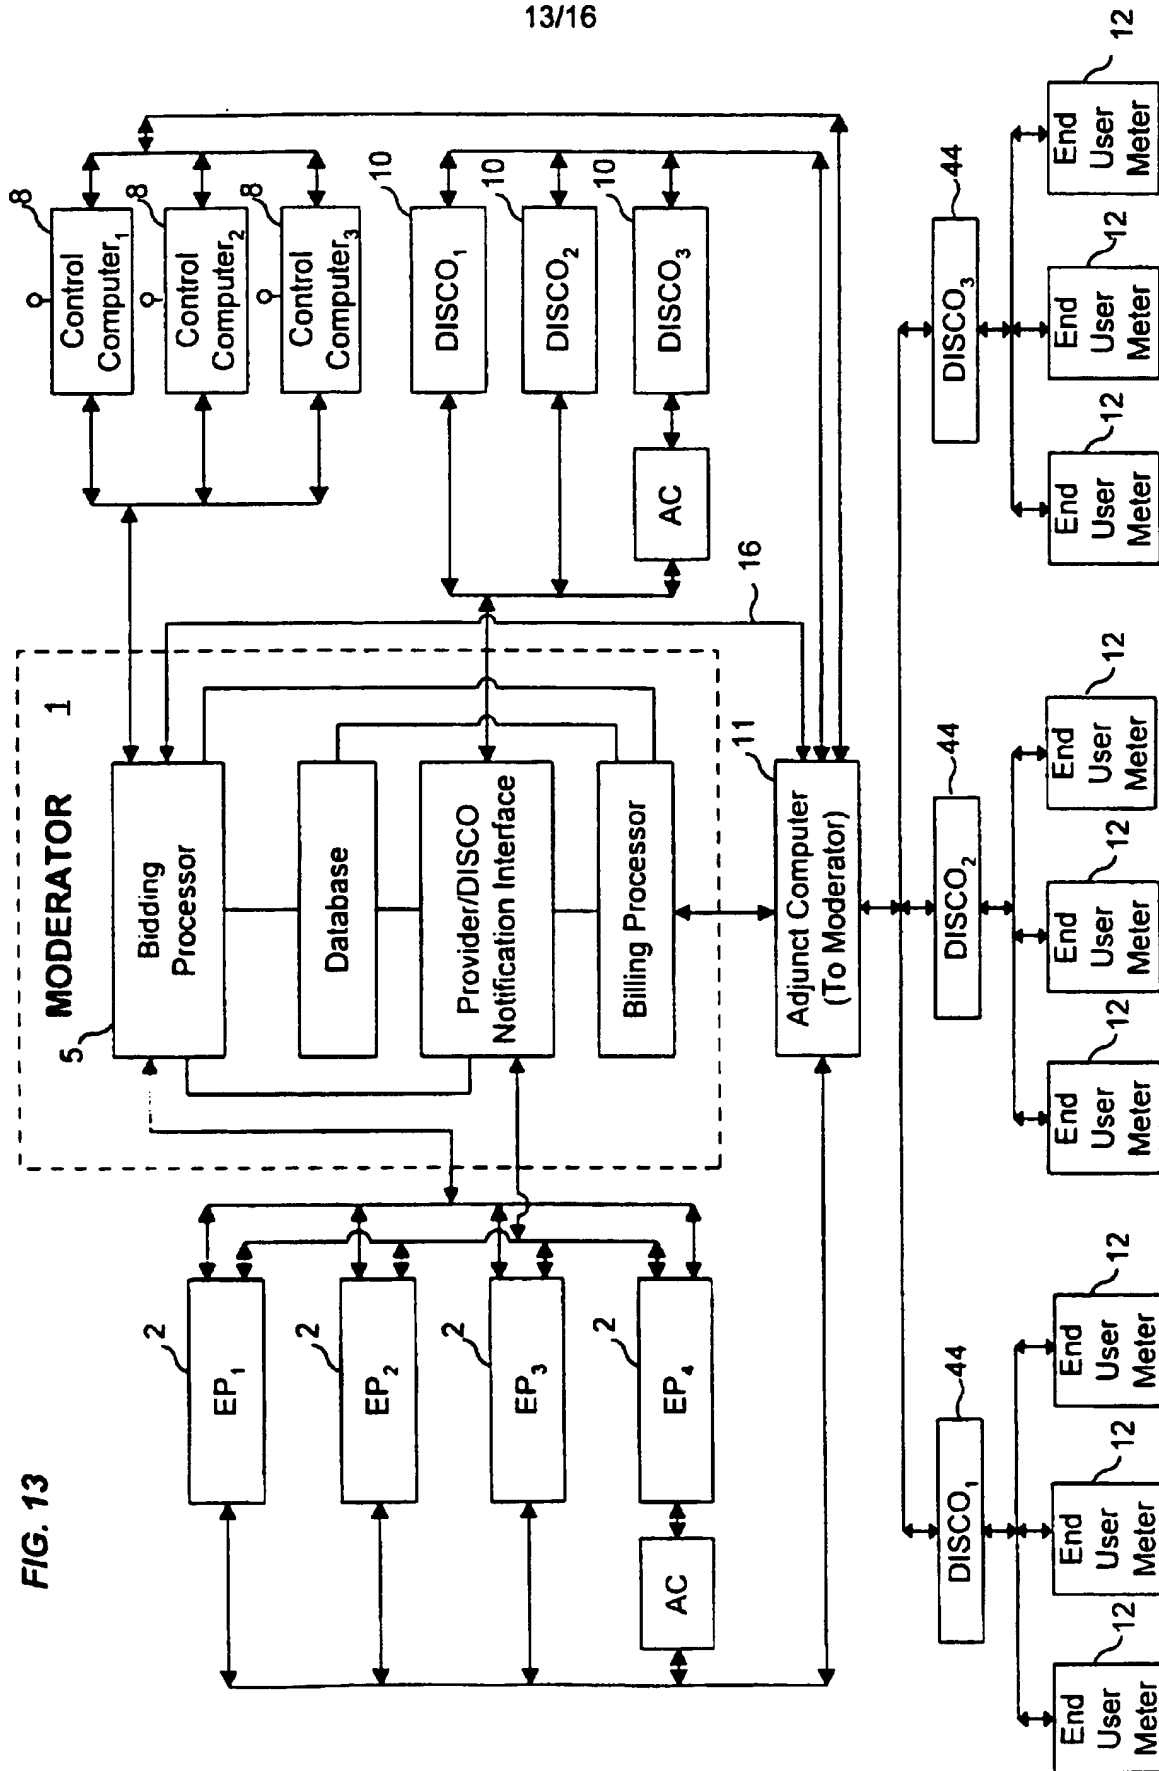 13/16
FIG. 13
MODERATOR 1
5
Bidding
Processor
Database
Provider/DISCO
Notification Interface
Billing Processor
2
EP1
2
EP2
2
EP3
2
EP4
AC
8
Control
Computer1
8
Control
Computer2
8
Control
Computer3
10
DISCO1
10
DISCO2
10
DISCO3
AC
16
11
Adjunct Computer
(To Moderator)
44
DISCO1
44
DISCO2
44
DISCO3
12
End
User
Meter
12
End
User
Meter
12
End
User
Meter
12
End
User
Meter
12
End
User
Meter
12
End
User
Meter
12
End
User
Meter
12
End
User
Meter
12
End
User
Meter